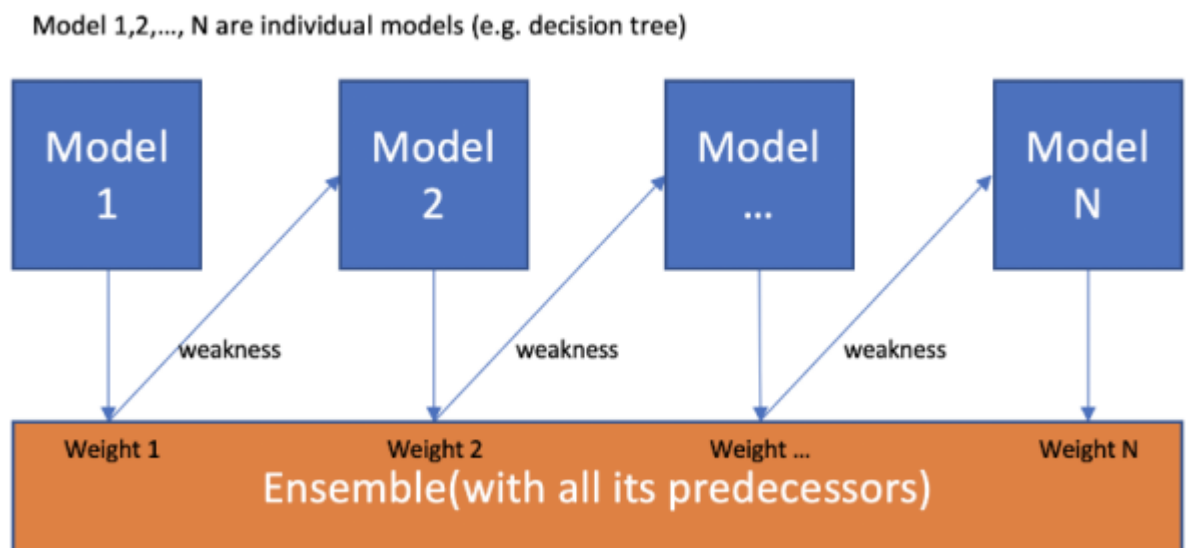 Model 1,2,..., N are individual models (e.g. decision tree)
Model
1
Model
2
Model
...
Model
N
weakness
weakness
weakness
Weight 1
Weight 2
Weight ...
Weight N
Ensemble(with all its predecessors)